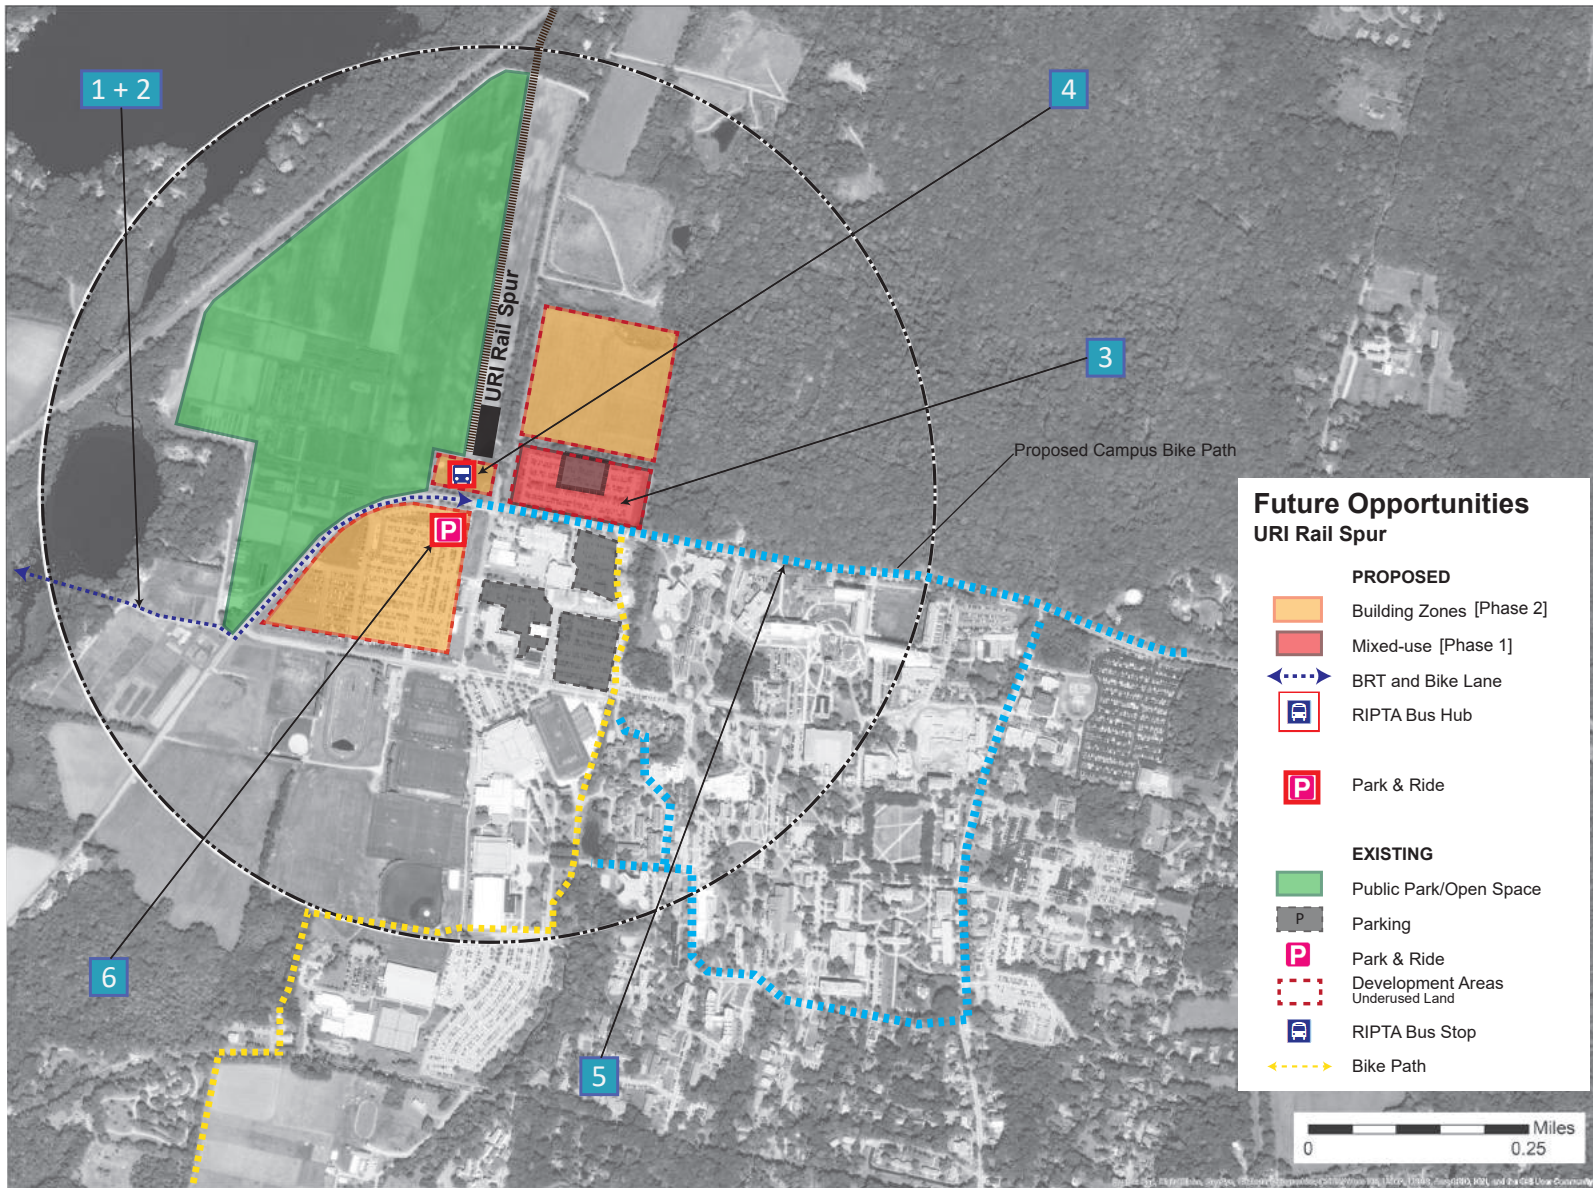 1 + 2
4
URI Rail Spur
3
Proposed Campus Bike Path
P
6
5
Future Opportunities
URI Rail Spur
PROPOSED
Building Zones [Phase 2]
Mixed-use [Phase 1]
BRT and Bike Lane
RIPTA Bus Hub
P Park & Ride
EXISTING
Public Park/Open Space
P Parking
P Park & Ride
Development Areas
Underused Land
RIPTA Bus Stop
Bike Path
Miles
0 0.25